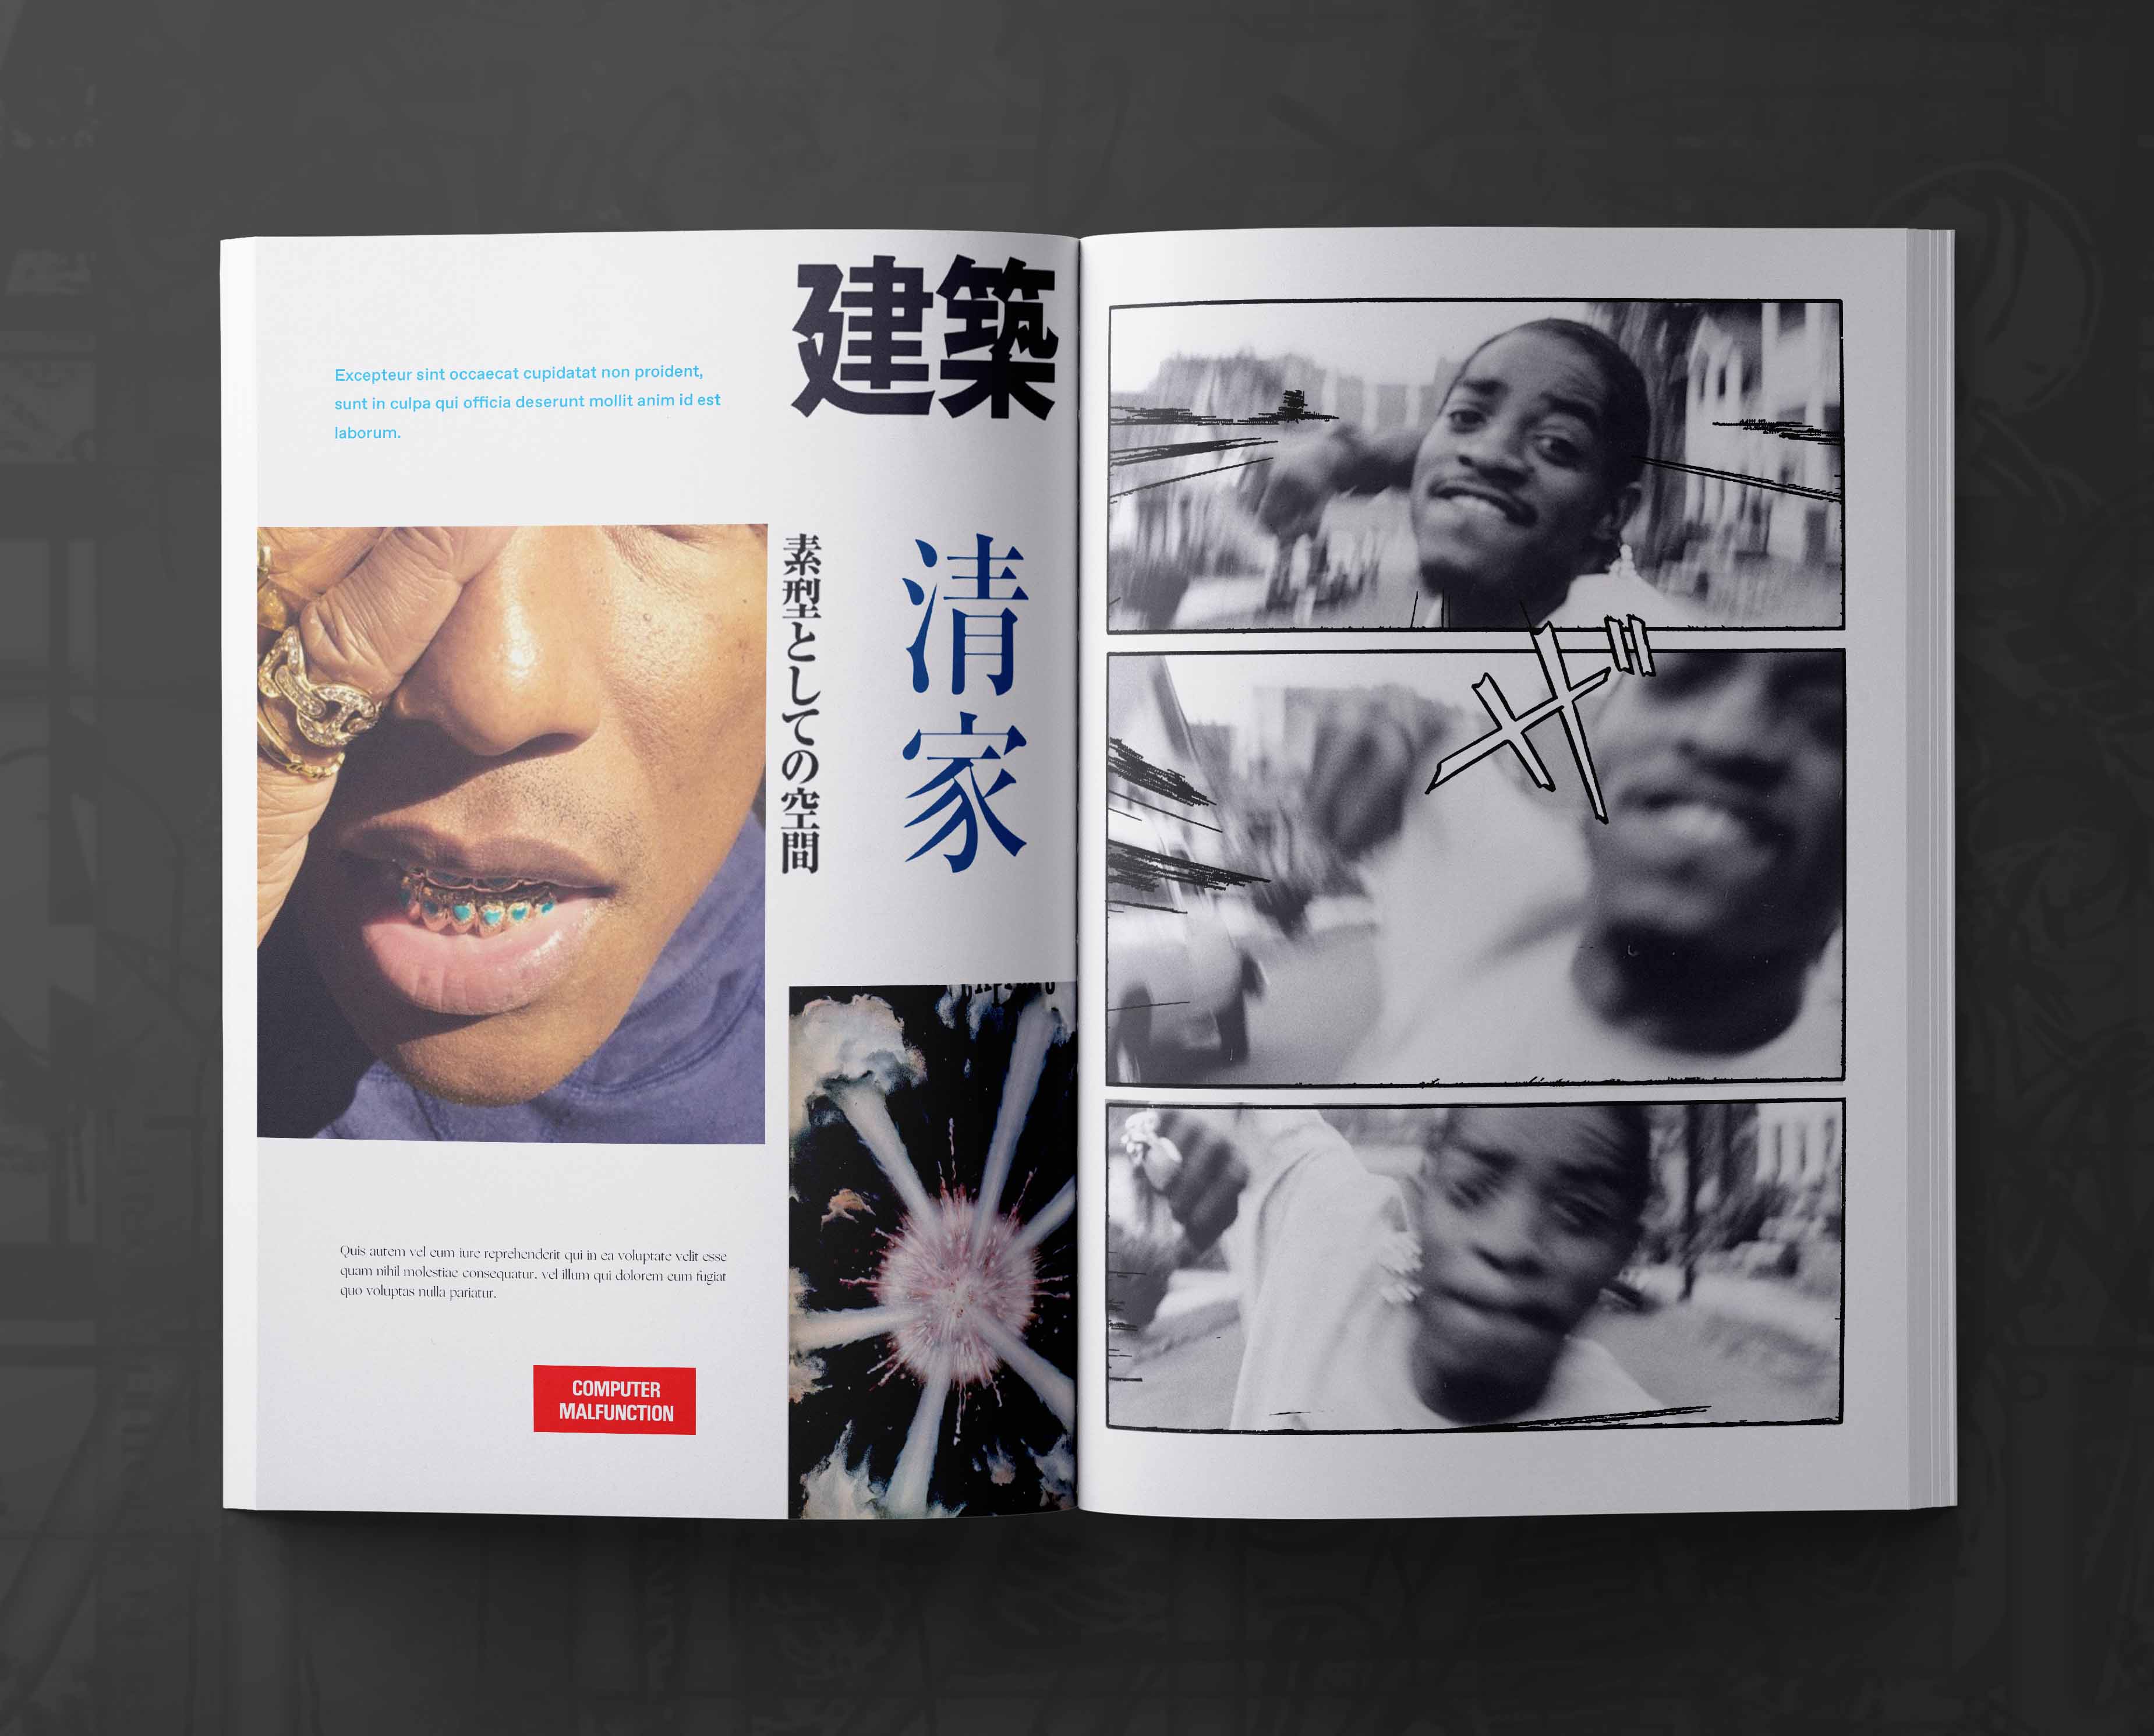 建築
Excepteur sint occaecat cupidatat non proident,
sunt in culpa qui officia deserunt mollit anim id est
laborum.
清家
素型としての空間
Quis autem vel eum iure reprehenderit qui in ea voluptate velit esse
quam nihil molestiae consequatur, vel illum qui dolorem eum fugiat
quo voluptas nulla pariatur.
COMPUTER
MALFUNCTION